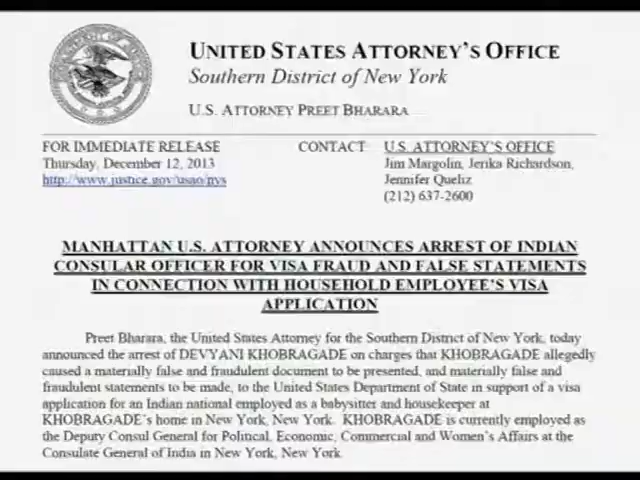 UNITED STATES ATTORNEY'S OFFICE
Southern District of New York
U.S. ATTORNEY PREET BHARARA
FOR IMMEDIATE RELEASE
Thursday, December 12, 2013
http://www.justice.gov/usao/nys
CONTACT
U.S. ATTORNEY'S OFFICE
Jim Margolin, Jerika Richardson,
Jennifer Queliz
(212) 637-2600
MANHATTAN U.S. ATTORNEY ANNOUNCES ARREST OF INDIAN
CONSULAR OFFICER FOR VISA FRAUD AND FALSE STATEMENTS
IN CONNECTION WITH HOUSEHOLD EMPLOYEE'S VISA
APPLICATION
Preet Bharara, the United States Attorney for the Southern District of New York, today
announced the arrest of DEVYANI KHOBRAGADE on charges that KHOBRAGADE allegedly
caused a materially false and fraudulent document to be presented, and materially false and
fraudulent statements to be made, to the United States Department of State in support of a visa
application for an Indian national employed as a babysitter and housekeeper at
KHOBRAGADE's home in New York, New York. KHOBRAGADE is currently employed as
the Deputy Consul General for Political, Economic, Commercial and Women's Affairs at the
Consulate General of India in New York, New York.